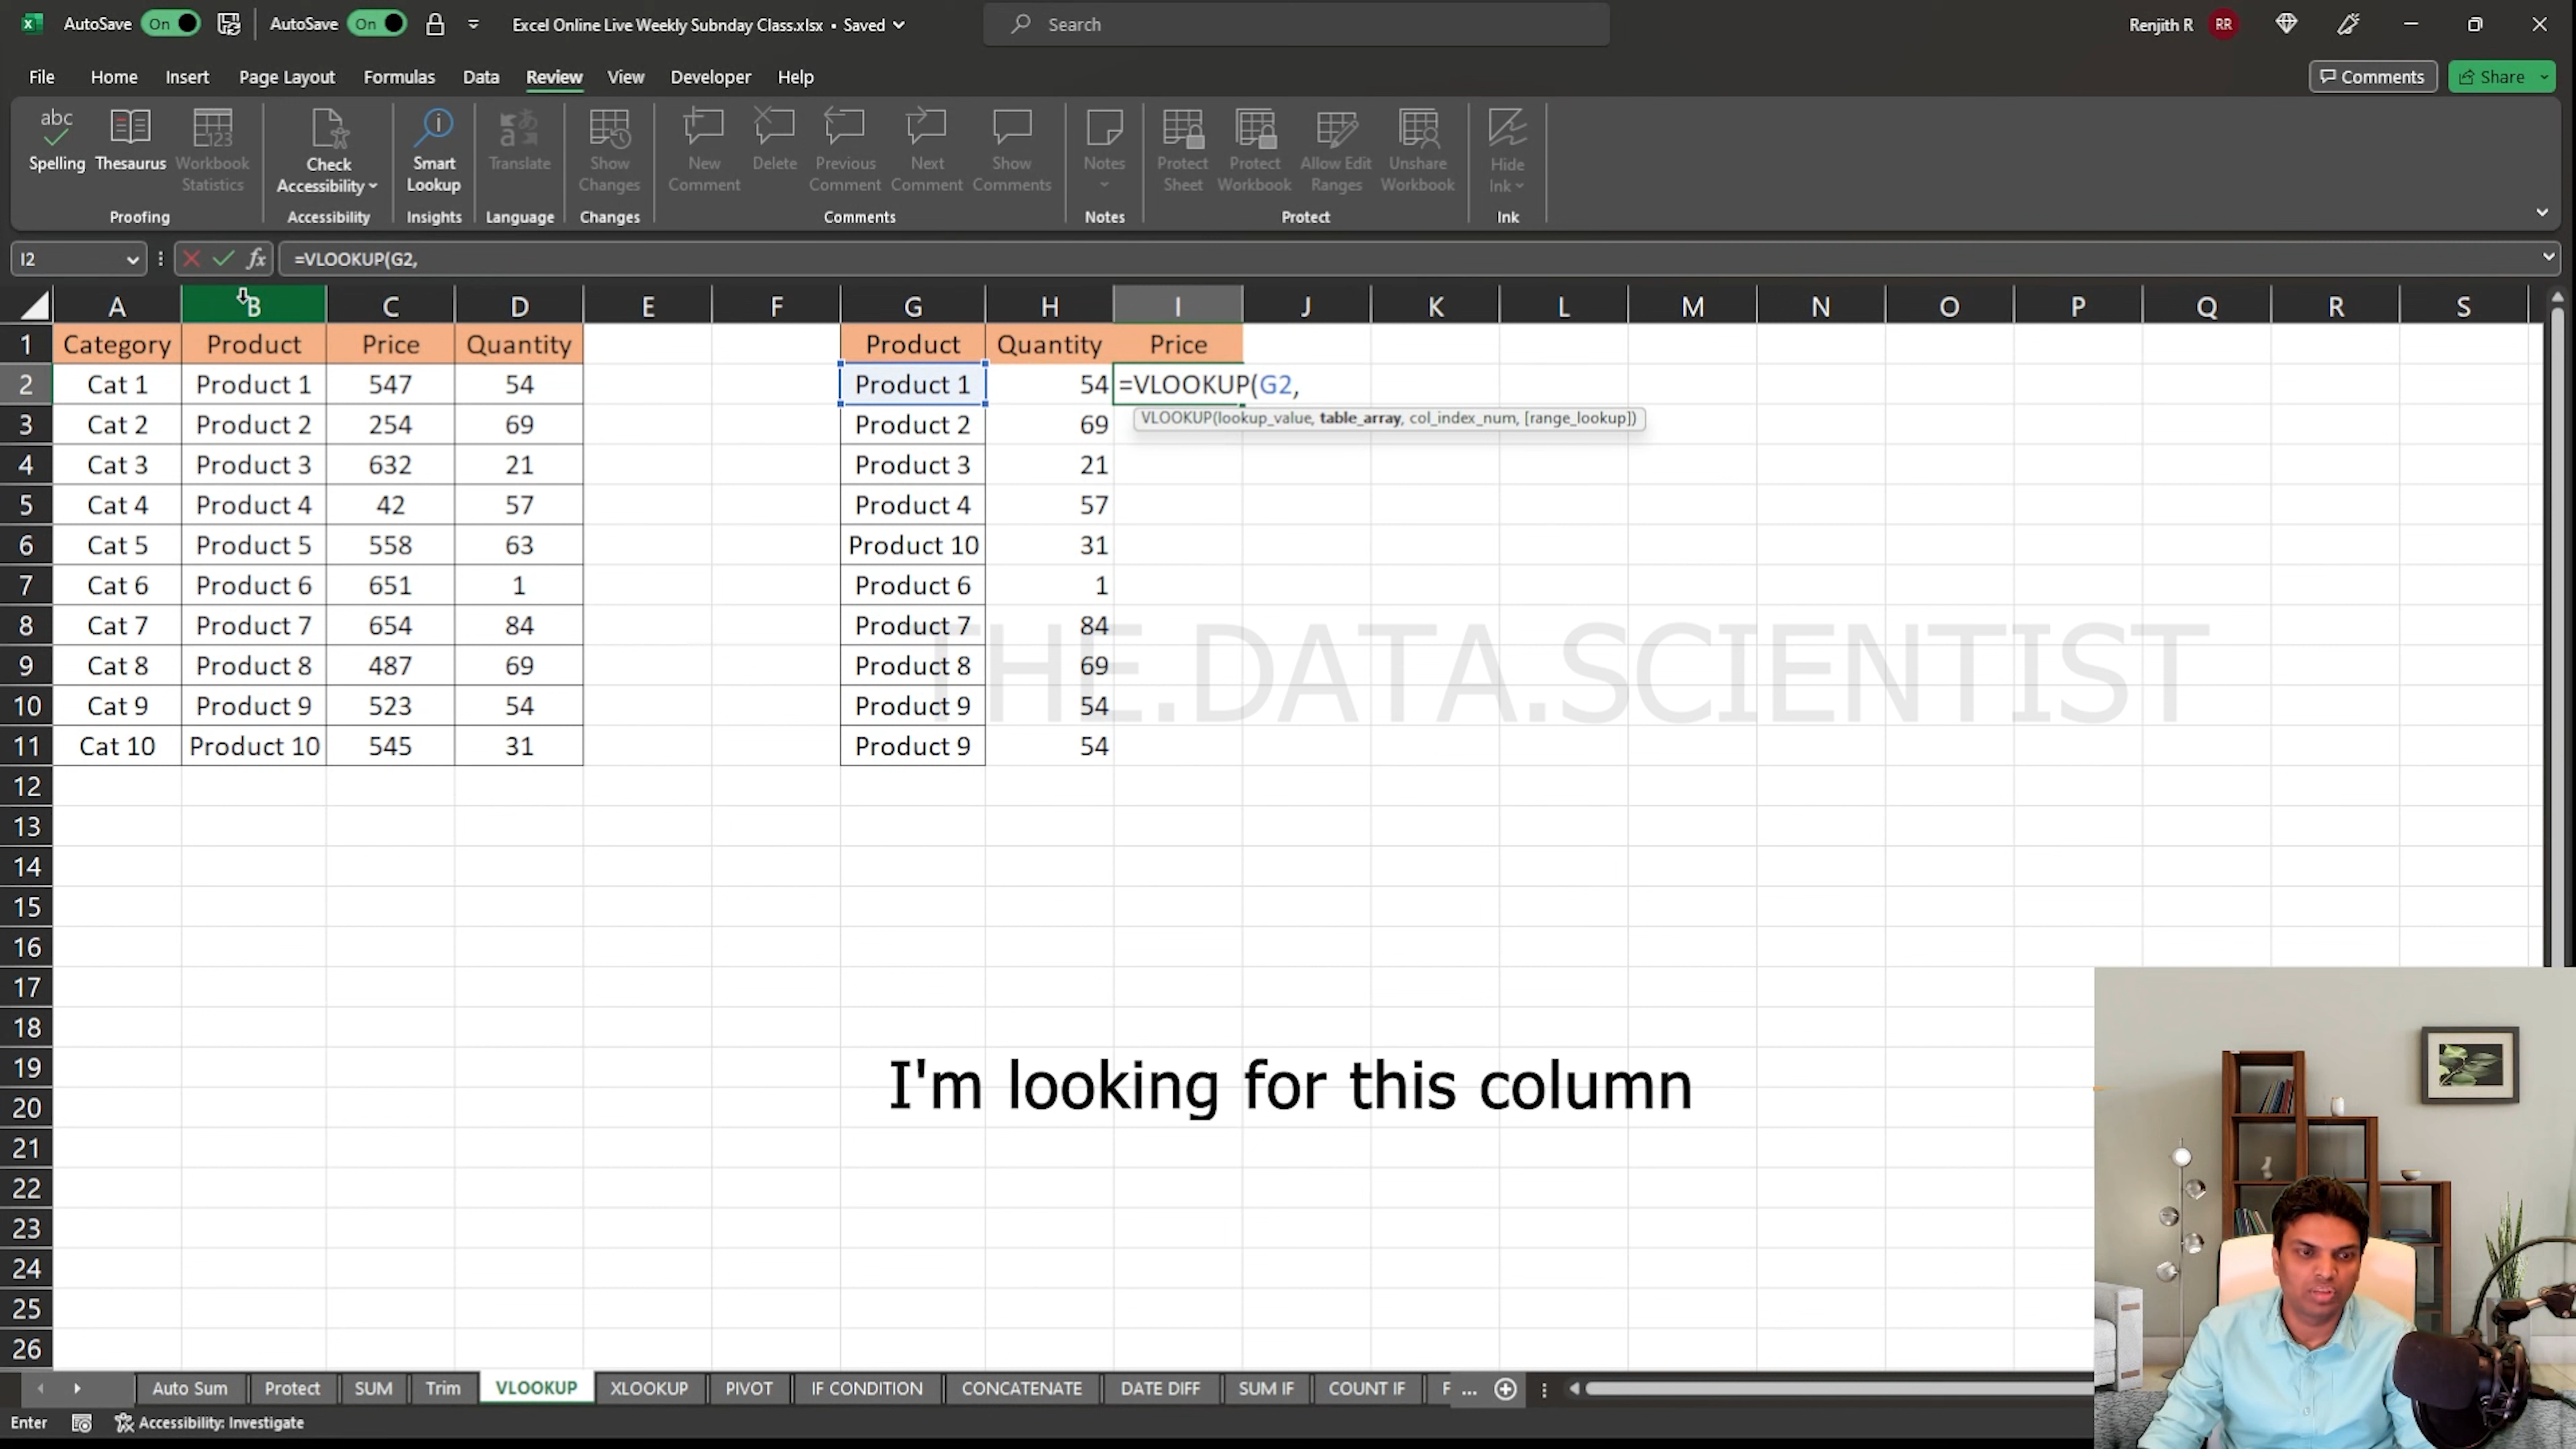 AutoSave On AutoSave On Excel Online Live Weekly Subnday Class.xlsx • Saved Search Renjith R RR
File Home Insert Page Layout Formulas Data Review View Developer Help Comments Share
abc
Spelling Thesaurus Workbook Statistics Check Accessibility Smart Lookup Translate Show Changes New Comment Delete Previous Comment Next Comment Show Comments Notes Protect Sheet Protect Workbook Allow Edit Ranges Unshare Workbook Hide Ink
Proofing Accessibility Insights Language Changes Comments Notes Protect Ink
I2 fx =VLOOKUP(G2,
A B C D E F G H I J K L M N O P Q R S
1 Category Product Price Quantity Product Quantity Price
2 Cat 1 Product 1 547 54 Product 1 54 =VLOOKUP(G2,
VLOOKUP(lookup_value, table_array, col_index_num, [range_lookup])
3 Cat 2 Product 2 254 69 Product 2 69
4 Cat 3 Product 3 632 21 Product 3 21
5 Cat 4 Product 4 42 57 Product 4 57
6 Cat 5 Product 5 558 63 Product 10 31
7 Cat 6 Product 6 651 1 Product 6 1
8 Cat 7 Product 7 654 84 Product 7 84
THE.DATA.SCIENTIST
9 Cat 8 Product 8 487 69 Product 8 69
10 Cat 9 Product 9 523 54 Product 9 54
11 Cat 10 Product 10 545 31 Product 9 54
12
13
14
15
16
17
18
19
I'm looking for this column
20
21
22
23
24
25
26
Auto Sum Protect SUM Trim VLOOKUP XLOOKUP PIVOT IF CONDITION CONCATENATE DATE DIFF SUM IF COUNT IF F ...
Enter Accessibility: Investigate